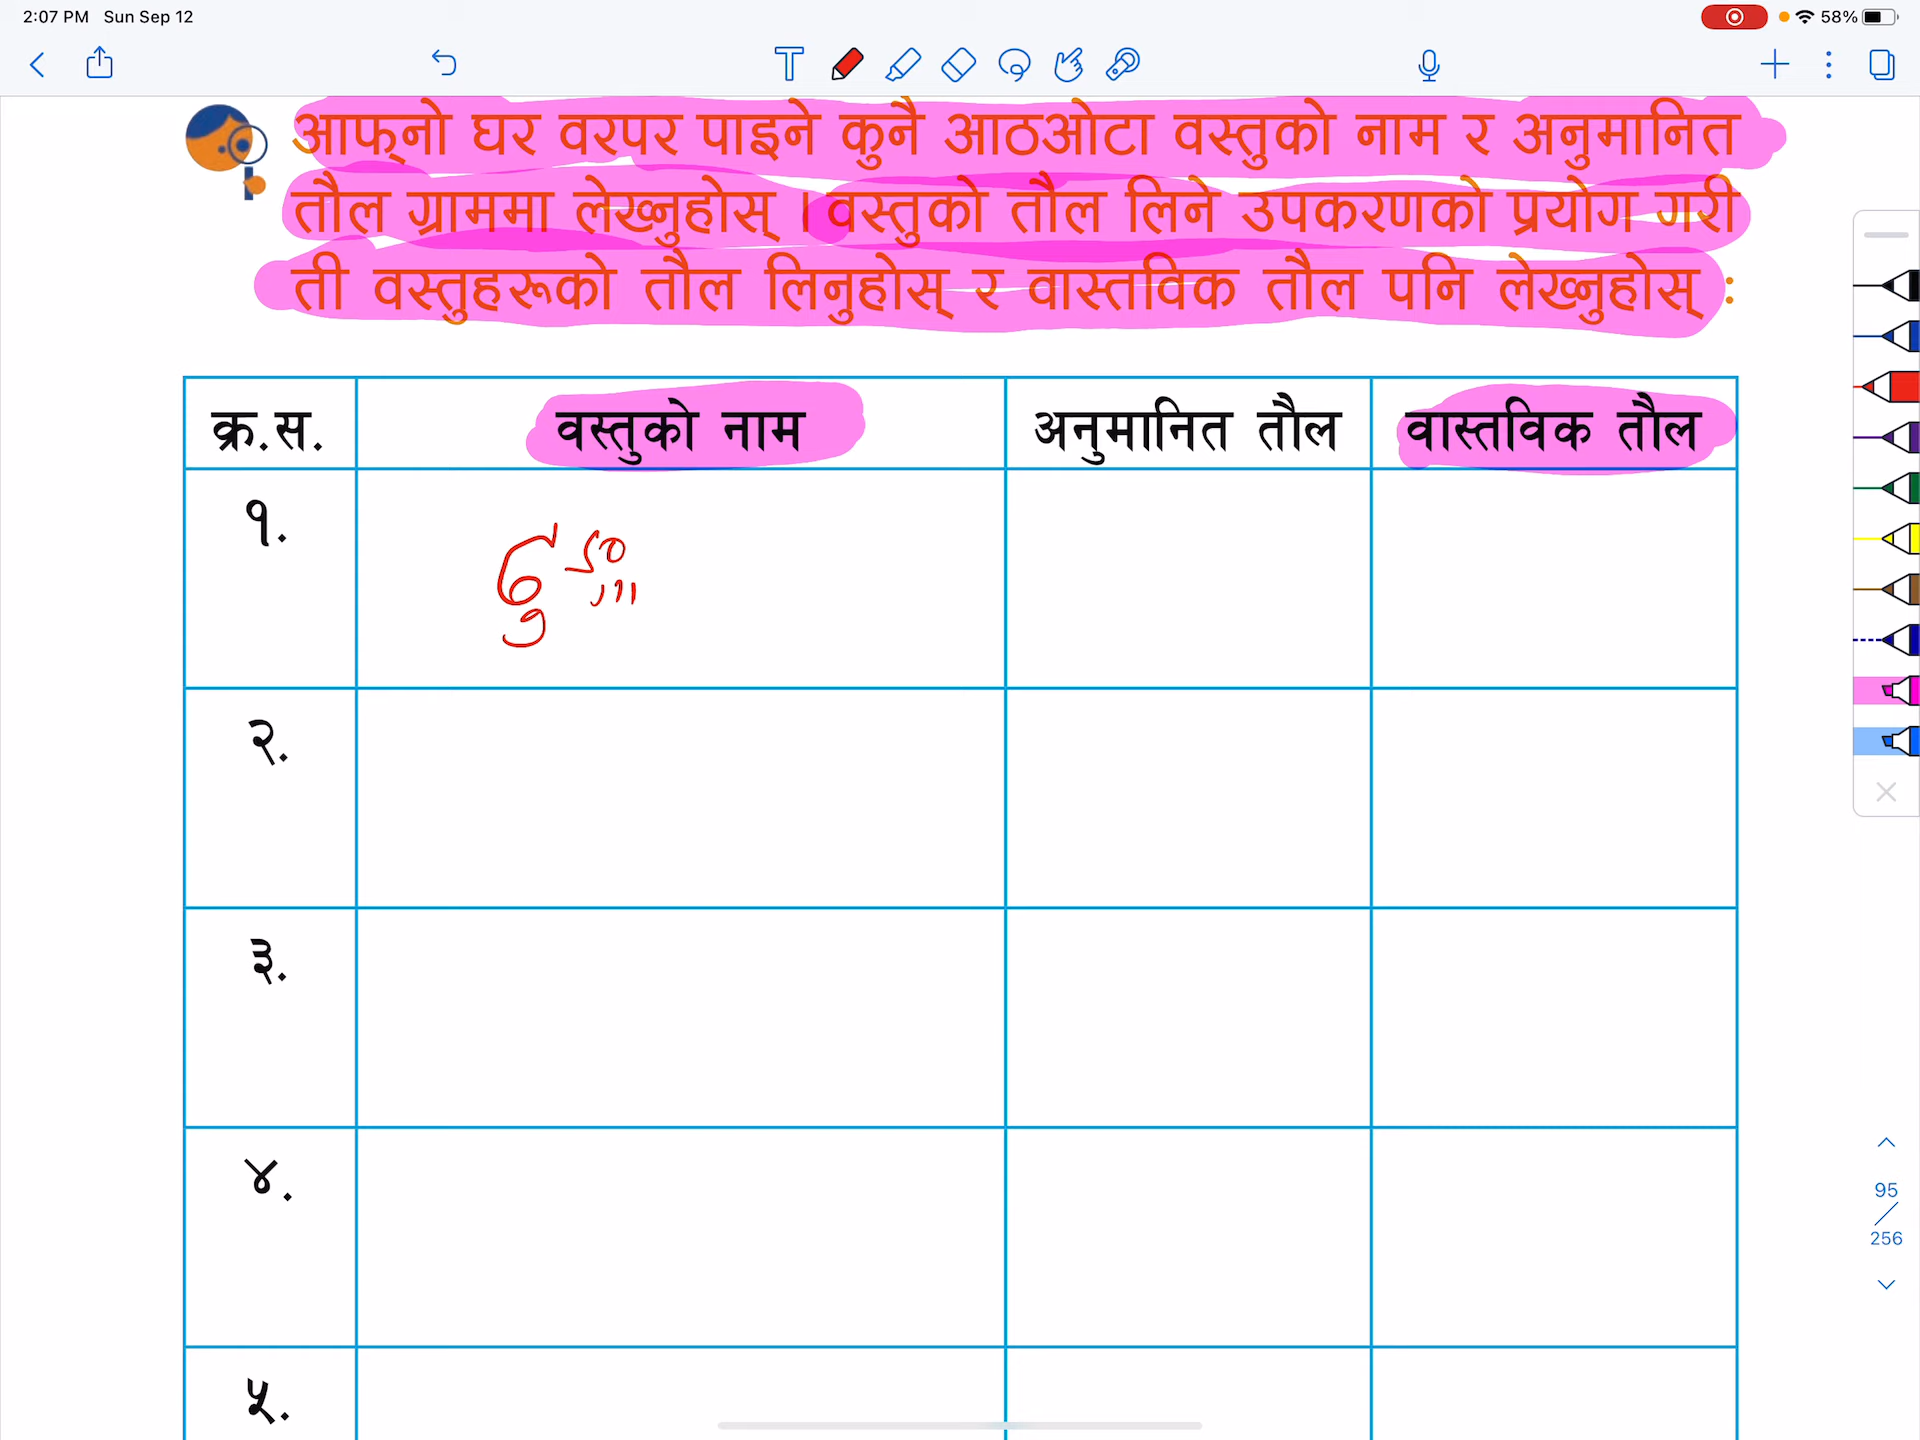 2:07 PM Sun Sep 12 58%
आफ्नो घर वरपर पाइने कुनै आठओटा वस्तुको नाम र अनुमानित
तौल ग्राममा लेख्नुहोस् । वस्तुको तौल लिने उपकरणको प्रयोग गरी
ती वस्तुहरूको तौल लिनुहोस् र वास्तविक तौल पनि लेख्नुहोस् :
क्र.स. वस्तुको नाम अनुमानित तौल वास्तविक तौल
१.
२.
३.
४.
५.
95
/
256